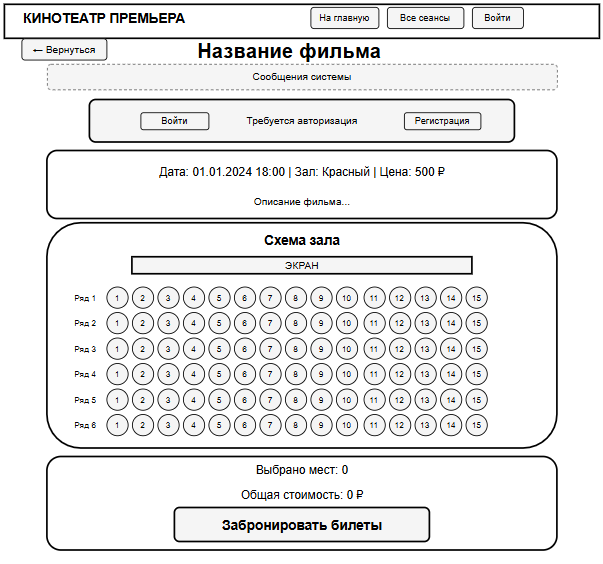 КИНОТЕАТР ПРЕМЬЕРА На главную Все сеансы Войти
← Вернуться Название фильма
Сообщения системы
Войти Требуется авторизация Регистрация
Дата: 01.01.2024 18:00 | Зал: Красный | Цена: 500 ₽
Описание фильма...
Схема зала
ЭКРАН
Ряд 1 1 2 3 4 5 6 7 8 9 10 11 12 13 14 15
Ряд 2 1 2 3 4 5 6 7 8 9 10 11 12 13 14 15
Ряд 3 1 2 3 4 5 6 7 8 9 10 11 12 13 14 15
Ряд 4 1 2 3 4 5 6 7 8 9 10 11 12 13 14 15
Ряд 5 1 2 3 4 5 6 7 8 9 10 11 12 13 14 15
Ряд 6 1 2 3 4 5 6 7 8 9 10 11 12 13 14 15
Выбрано мест: 0
Общая стоимость: 0 ₽
Забронировать билеты